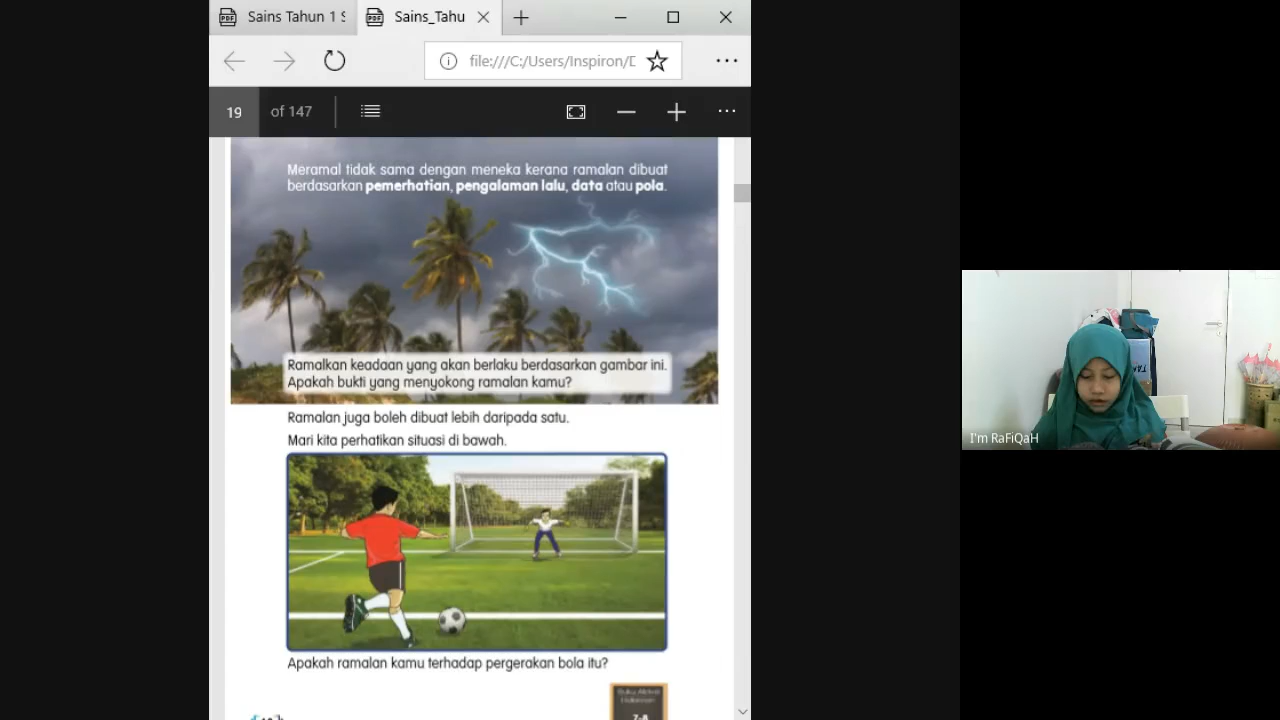 Sains Tahun 1 S
Sains_Tahu
file:///C:/Users/Inspiron/D
19 of 147
Meramal tidak sama dengan meneka kerana ramalan dibuat
berdasarkan pemerhatian, pengalaman lalu, data atau pola.
Ramalkan keadaan yang akan berlaku berdasarkan gambar ini.
Apakah bukti yang menyokong ramalan kamu?
Ramalan juga boleh dibuat lebih daripada satu.
Mari kita perhatikan situasi di bawah.
Apakah ramalan kamu terhadap pergerakan bola itu?
Buku Aktiviti
I'm RaFiQaH